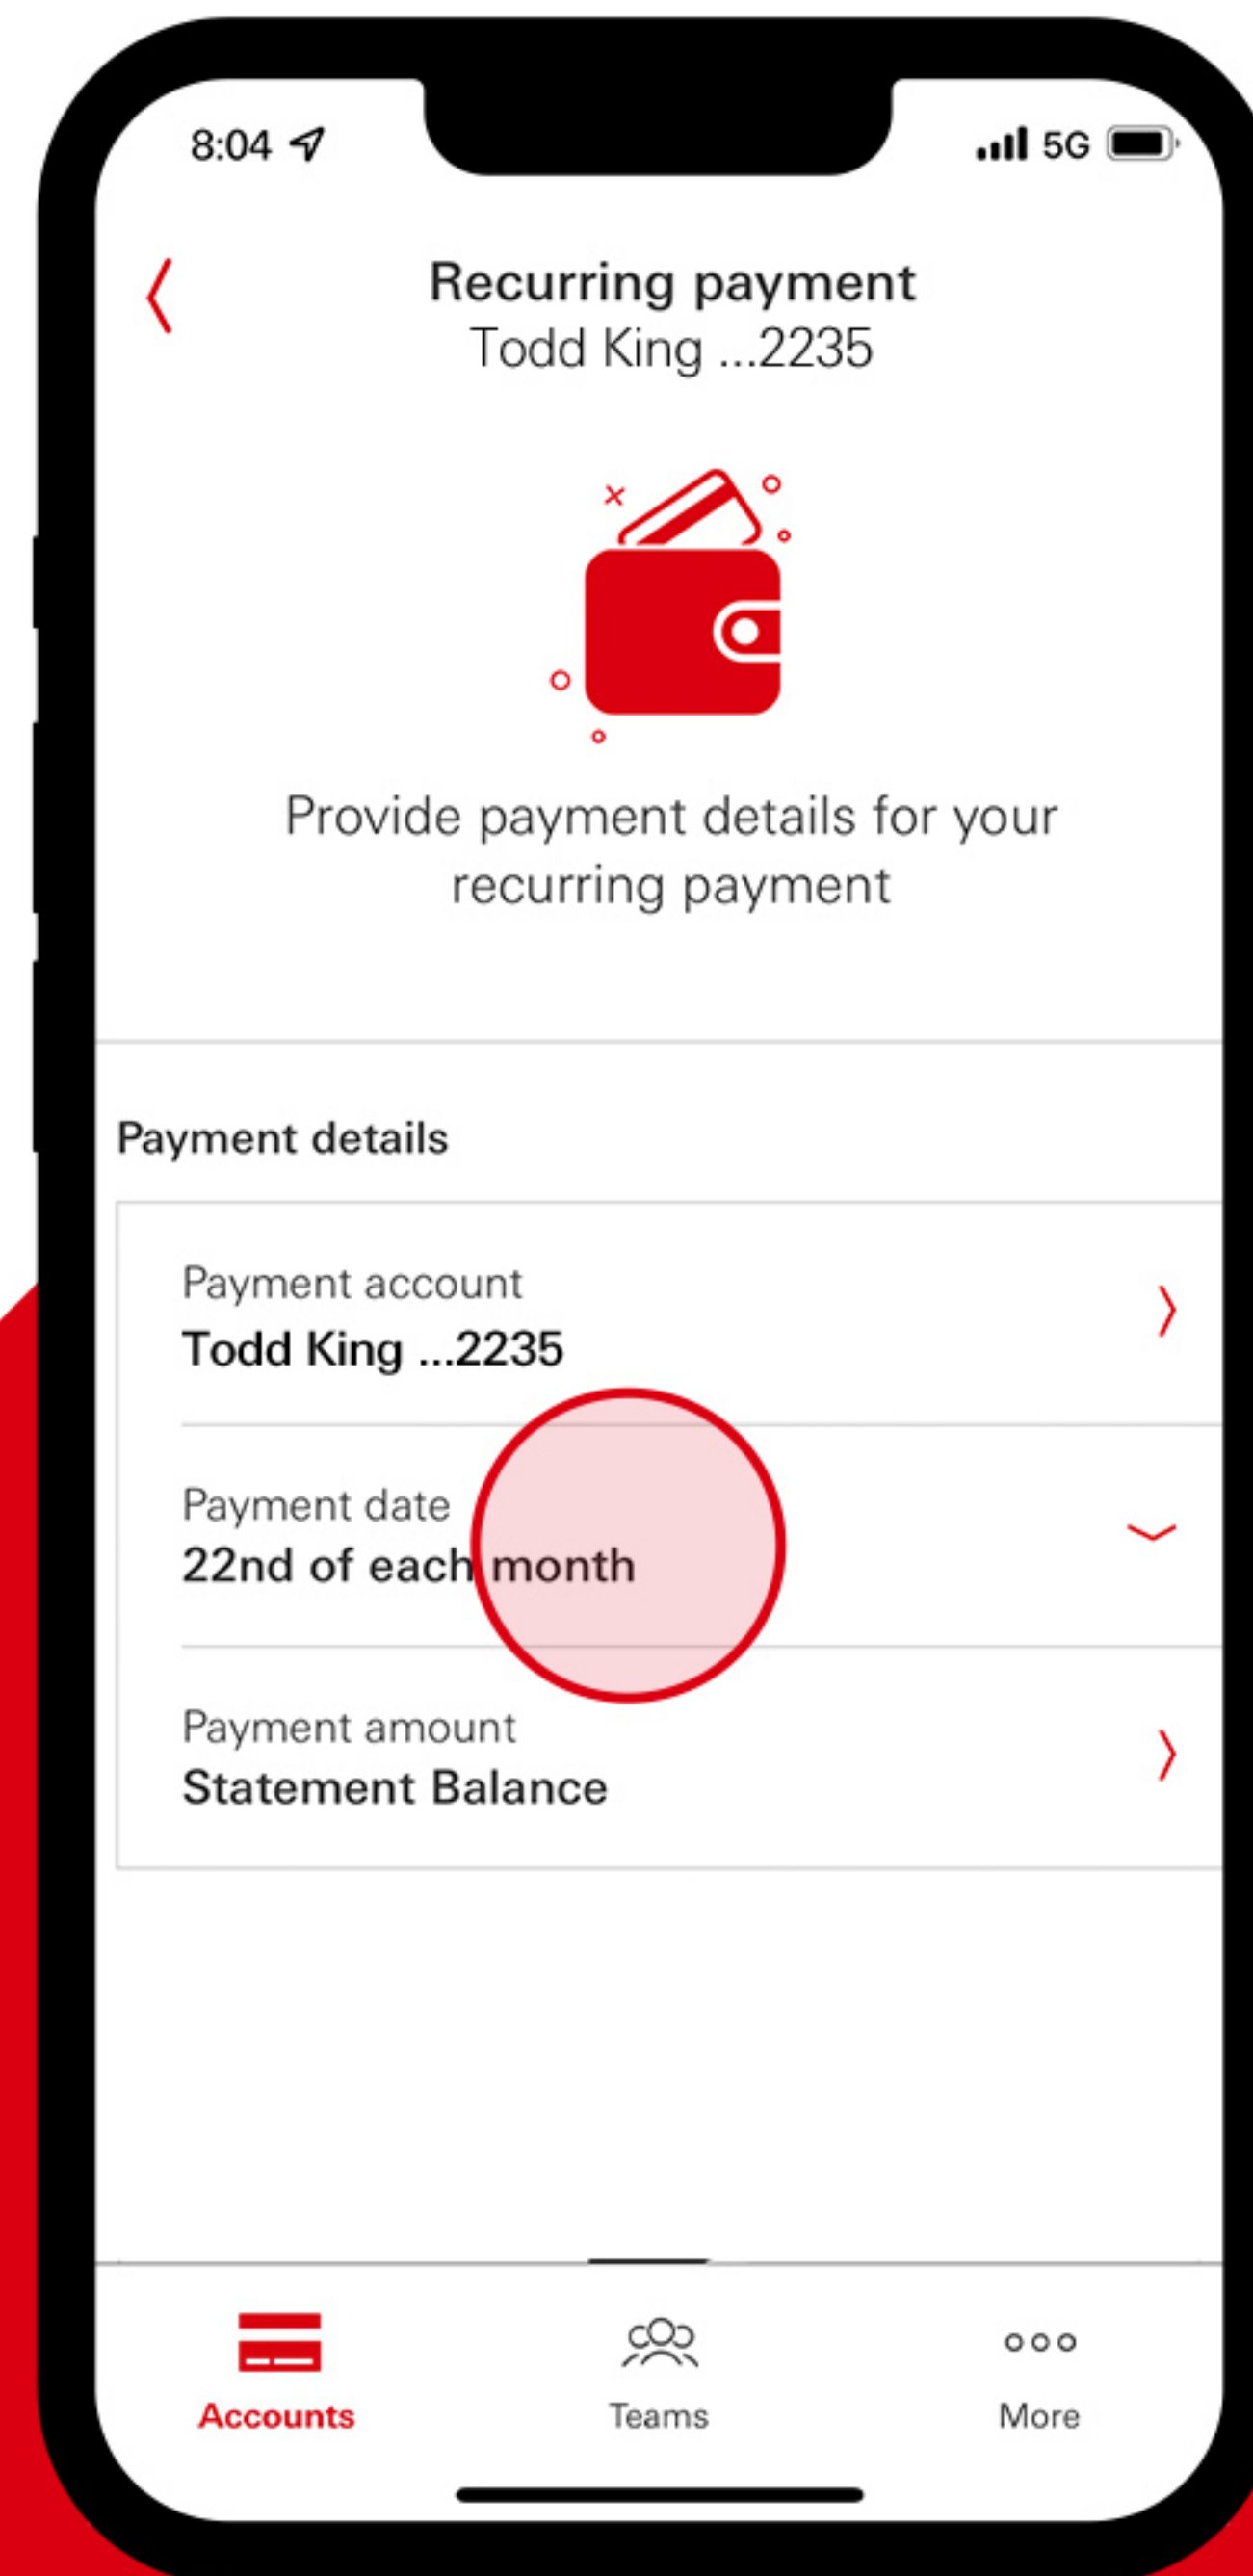 8:04
5G
Recurring payment
Todd King ...2235
Provide payment details for your
recurring payment
Payment details
Payment account
Todd King ...2235
Payment date
22nd of each month
Payment amount
Statement Balance
Accounts
Teams
More